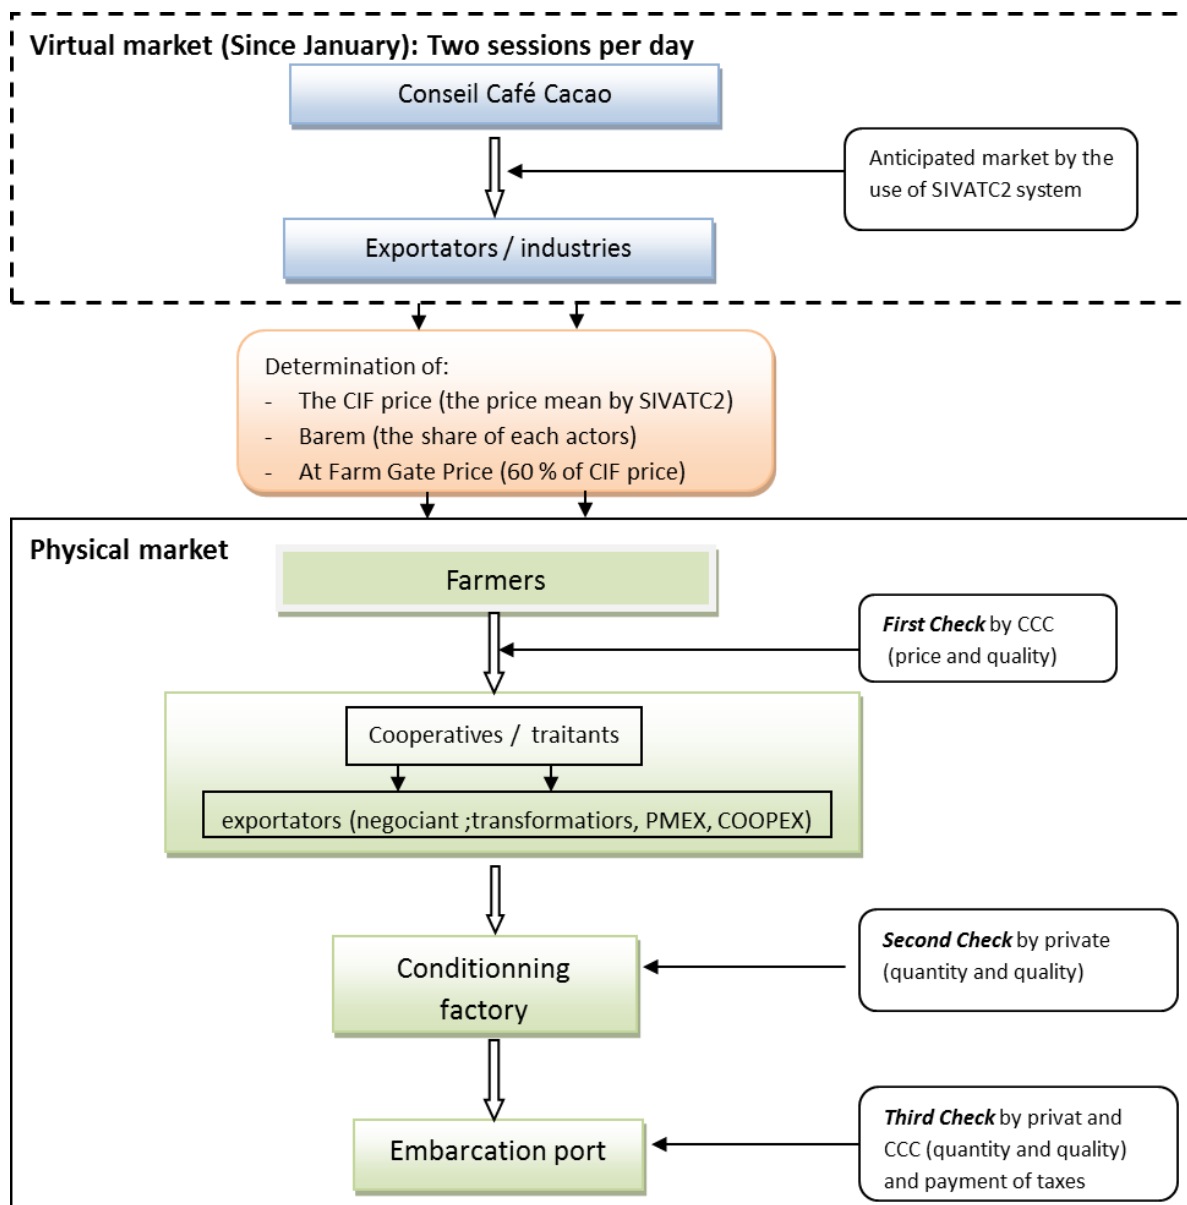 Virtual market (Since January): Two sessions per day
Conseil Café Cacao
Anticipated market by the
use of SIVATC2 system
Exportators / industries
Determination of:
- The CIF price (the price mean by SIVATC2)
- Barem (the share of each actors)
- At Farm Gate Price (60 % of CIF price)
Physical market
Farmers
First Check by CCC
(price and quality)
Cooperatives / traitants
exportators (negociant ;transformatiors, PMEX, COOPEX)
Second Check by private
(quantity and quality)
Conditionning
factory
Third Check by privat and
CCC (quantity and quality)
and payment of taxes
Embarcation port